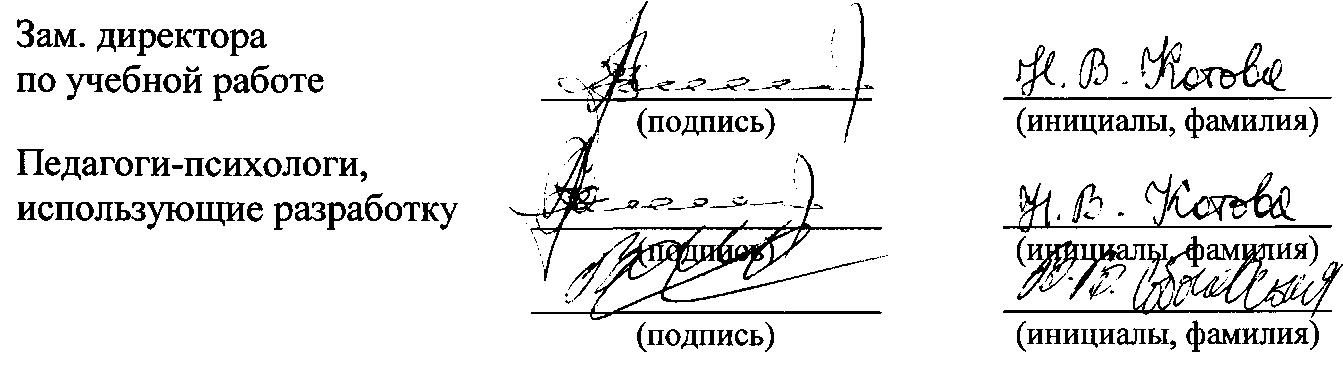 Зам. директора
по учебной работе Н. В. Котова
(подпись) (инициалы, фамилия)
Педагоги-психологи,
использующие разработку Н. В. Котова
(подпись) (инициалы, фамилия)
(подпись) (инициалы, фамилия)